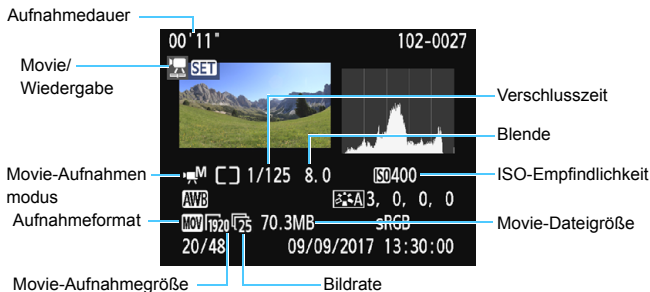 Aufnahmedauer
00'11" 102-0027
Movie/
Wiedergabe
SET
Verschlusszeit
Blende
Movie-Aufnahmen
modus
M 1/125 8.0 ISO400
ISO-Empfindlichkeit
AWB A3, 0, 0, 0
Aufnahmeformat
MOV 1920 25 70.3MB sRGB
Movie-Dateigröße
20/48 09/09/2017 13:30:00
Movie-Aufnahmegröße
Bildrate